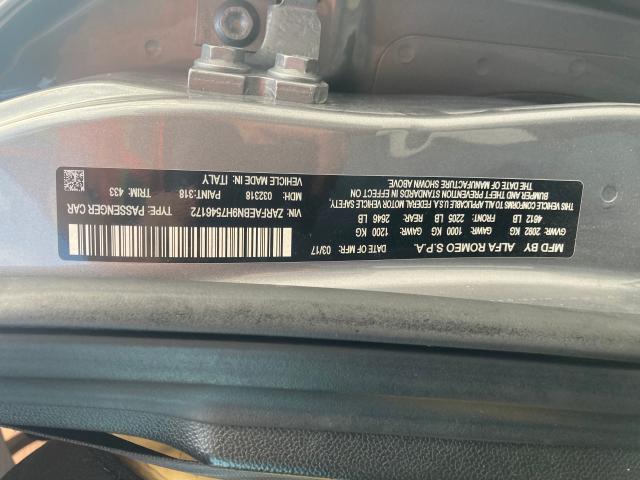 MFD BY ALFA ROMEO S.P.A. DATE OF MFR: 03/17
GVWR: 2092 KG GAWR: 1000 KG GAWR: 1200 KG
4612 LB FRONT: 2205 LB REAR: 2646 LB
THIS VEHICLE CONFORMS TO ALL APPLICABLE U.S.A FEDERAL MOTOR VEHICLE SAFETY,
BUMPER AND THEFT PREVENTION STANDARDS IN EFFECT ON
THE DATE OF MANUFACTURE SHOWN ABOVE.
VIN: ZARFAEBN9H7546172 TYPE: PASSENGER CAR
MDH: 032318 PAINT:318 TRIM: 433
VEHICLE MADE IN: ITALY